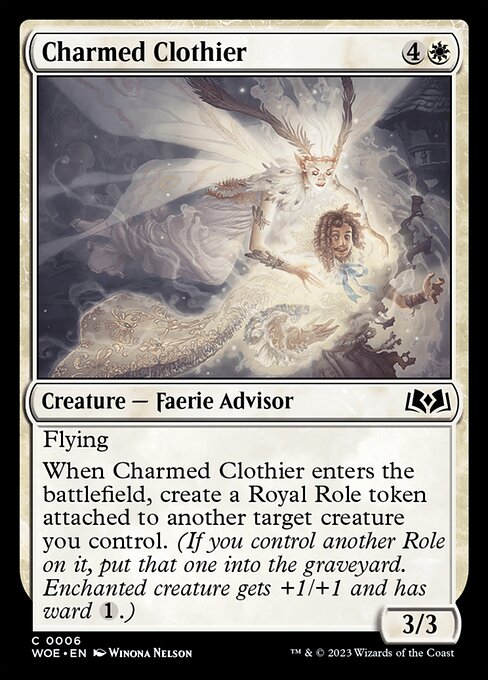 Charmed Clothier 4
Creature — Faerie Advisor
Flying
When Charmed Clothier enters the
battlefield, create a Royal Role token
attached to another target creature
you control. (If you control another Role
on it, put that one into the graveyard.
Enchanted creature gets +1/+1 and has
ward 1.)
3/3
C 0006
WOE • EN Winona Nelson
™ & © 2023 Wizards of the Coast